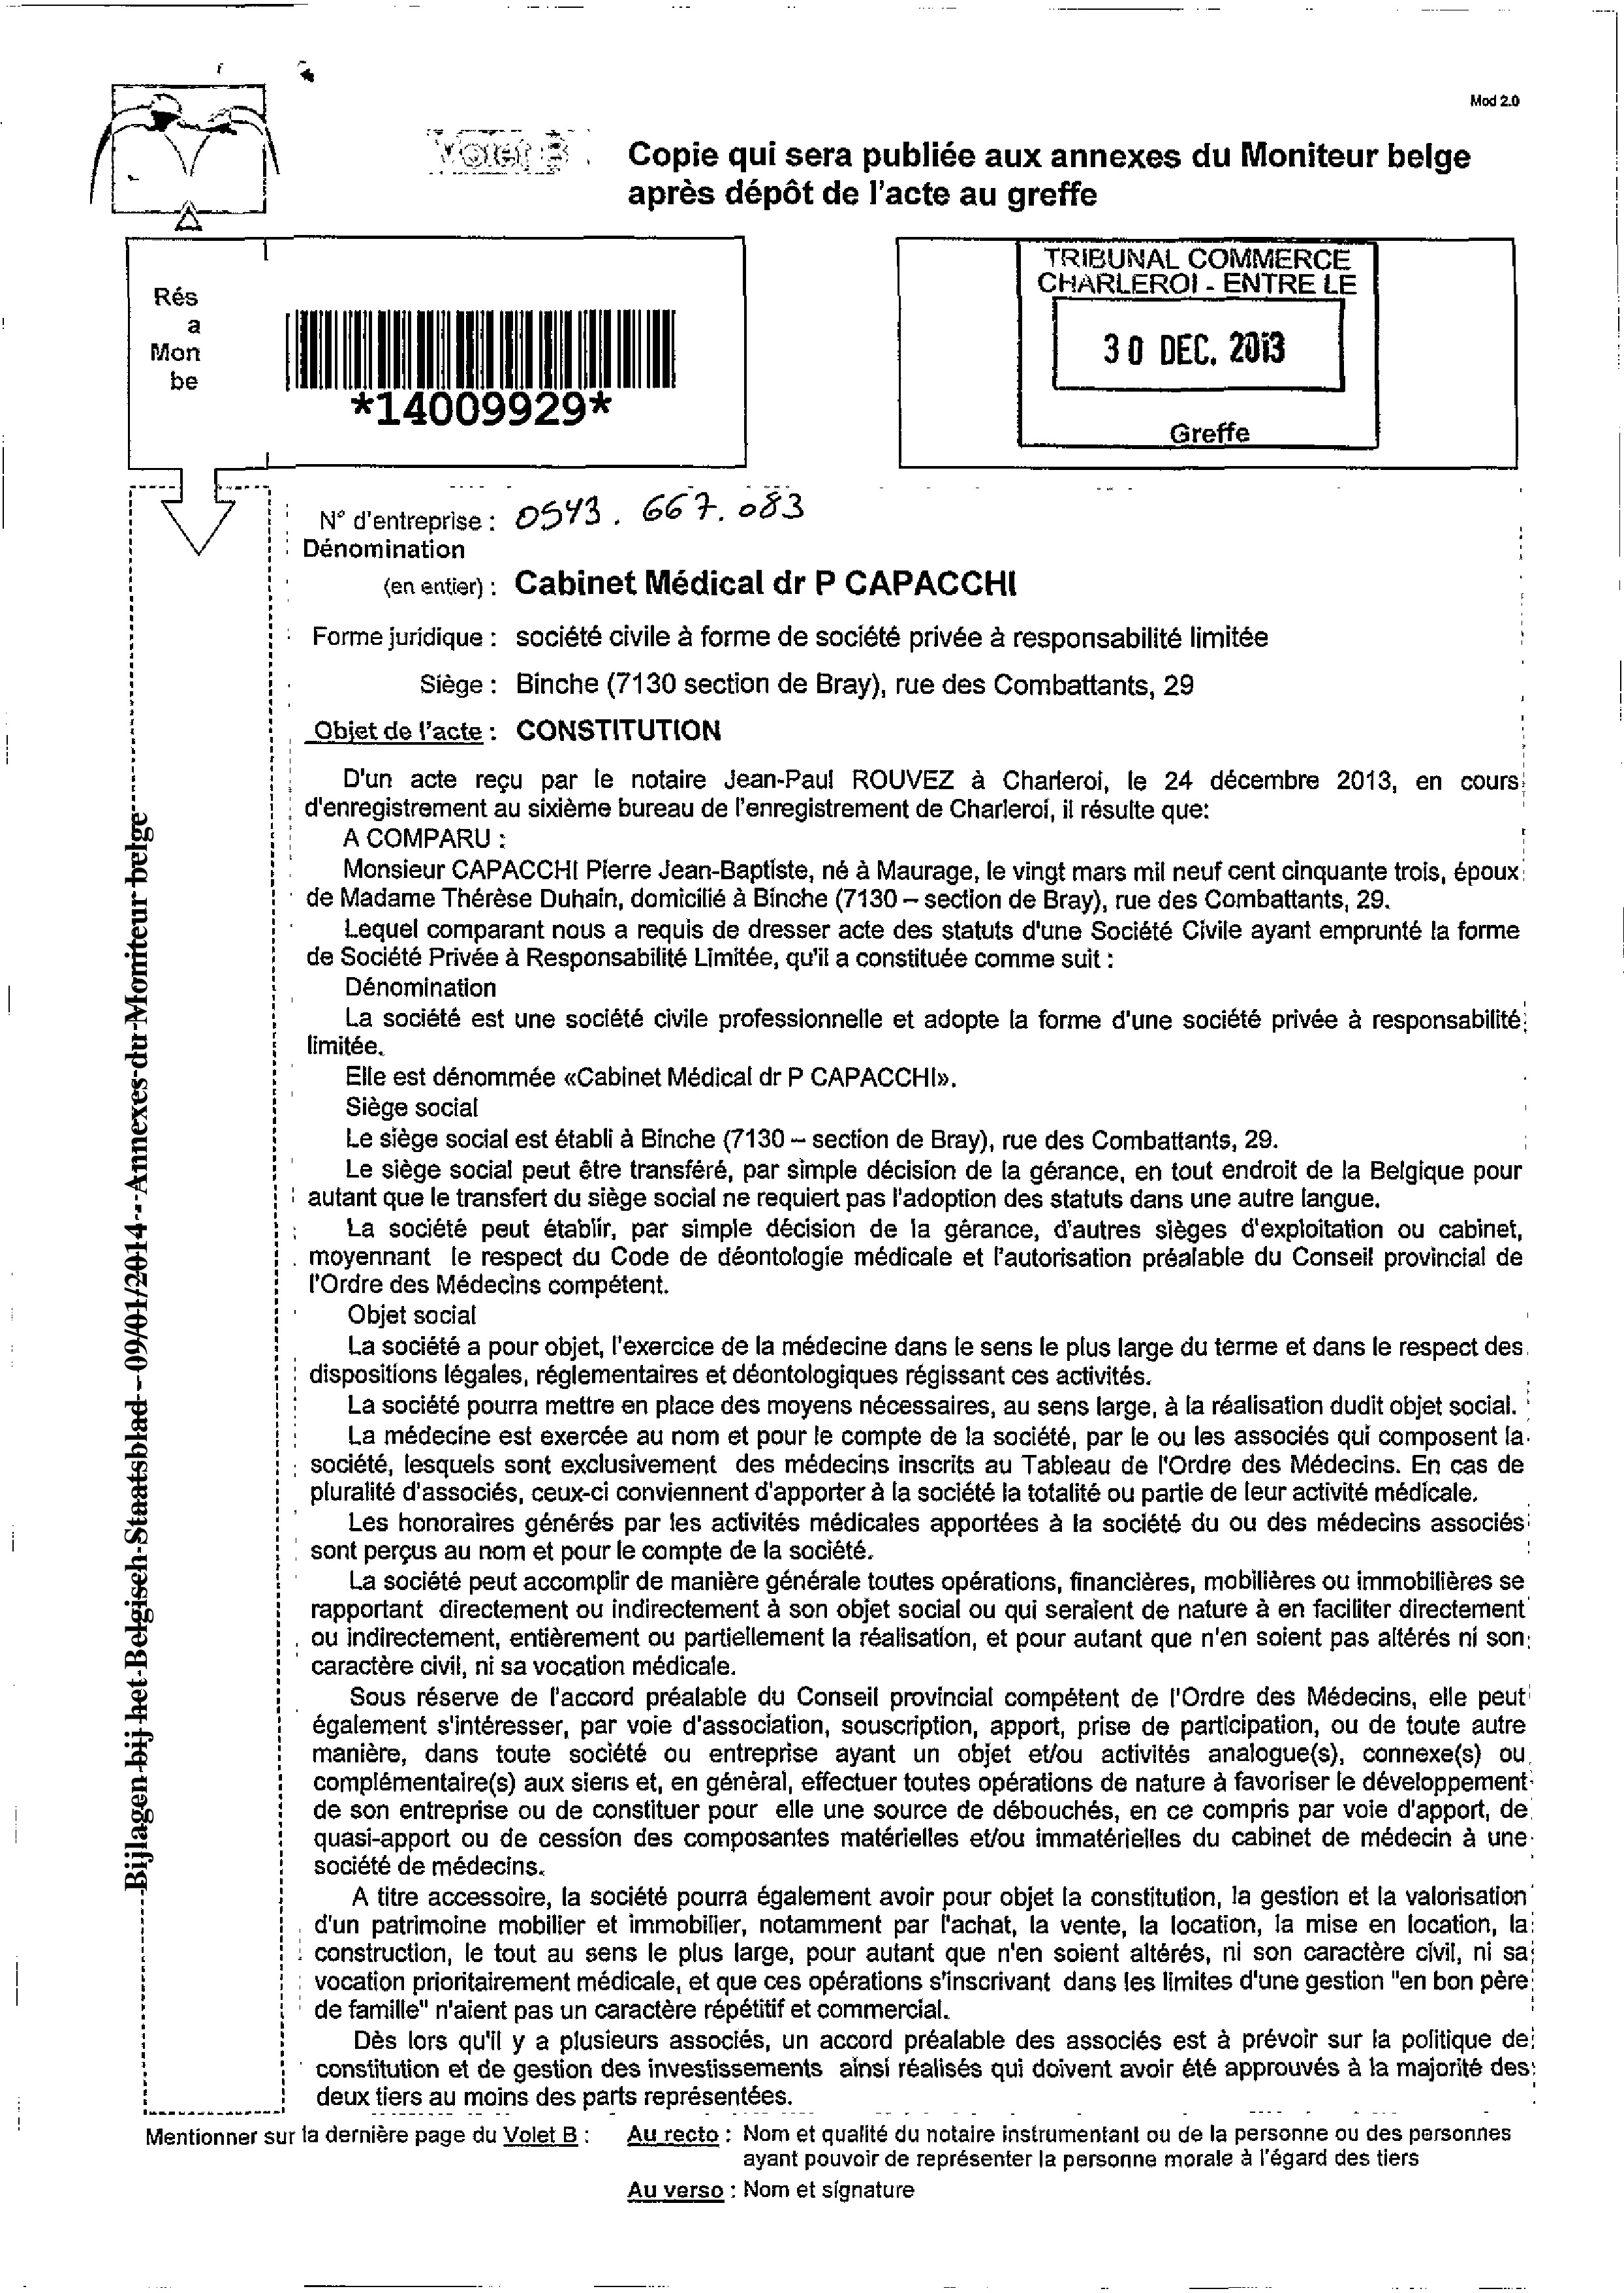 Mod 2.0
Volet B
Copie qui sera publiée aux annexes du Moniteur belge
après dépôt de l'acte au greffe
Rés
a
Mon
be
*14009929*
TRIBUNAL COMMERCE
CHARLEROI - ENTRE LE
30 DEC. 2013
Greffe
N° d'entreprise : 0543.667.083
Dénomination
(en entier) : Cabinet Médical dr P CAPACCHI
Forme juridique : société civile à forme de société privée à responsabilité limitée
Siège : Binche (7130 section de Bray), rue des Combattants, 29
Objet de l'acte : CONSTITUTION
D'un acte reçu par le notaire Jean-Paul ROUVEZ à Charleroi, le 24 décembre 2013, en cours
d'enregistrement au sixième bureau de l'enregistrement de Charleroi, il résulte que:
A COMPARU :
Monsieur CAPACCHI Pierre Jean-Baptiste, né à Maurage, le vingt mars mil neuf cent cinquante trois, époux
de Madame Thérèse Duhain, domicilié à Binche (7130 – section de Bray), rue des Combattants, 29.
Lequel comparant nous a requis de dresser acte des statuts d'une Société Civile ayant emprunté la forme
de Société Privée à Responsabilité Limitée, qu'il a constituée comme suit :
Dénomination
La société est une société civile professionnelle et adopte la forme d'une société privée à responsabilité
limitée.
Elle est dénommée «Cabinet Médical dr P CAPACCHI».
Siège social
Le siège social est établi à Binche (7130 – section de Bray), rue des Combattants, 29.
Le siège social peut être transféré, par simple décision de la gérance, en tout endroit de la Belgique pour
autant que le transfert du siège social ne requiert pas l'adoption des statuts dans une autre langue.
La société peut établir, par simple décision de la gérance, d'autres sièges d'exploitation ou cabinet,
moyennant le respect du Code de déontologie médicale et l'autorisation préalable du Conseil provincial de
l'Ordre des Médecins compétent.
Objet social
La société a pour objet, l'exercice de la médecine dans le sens le plus large du terme et dans le respect des
dispositions légales, réglementaires et déontologiques régissant ces activités.
La société pourra mettre en place des moyens nécessaires, au sens large, à la réalisation dudit objet social.
La médecine est exercée au nom et pour le compte de la société, par le ou les associés qui composent la
société, lesquels sont exclusivement des médecins inscrits au Tableau de l'Ordre des Médecins. En cas de
pluralité d'associés, ceux-ci conviennent d'apporter à la société la totalité ou partie de leur activité médicale.
Les honoraires générés par les activités médicales apportées à la société du ou des médecins associés
sont perçus au nom et pour le compte de la société.
La société peut accomplir de manière générale toutes opérations, financières, mobilières ou immobilières se
rapportant directement ou indirectement à son objet social ou qui seraient de nature à en faciliter directement
ou indirectement, entièrement ou partiellement la réalisation, et pour autant que n'en soient pas altérés ni son
caractère civil, ni sa vocation médicale.
Sous réserve de l'accord préalable du Conseil provincial compétent de l'Ordre des Médecins, elle peut
également s'intéresser, par voie d'association, souscription, apport, prise de participation, ou de toute autre
manière, dans toute société ou entreprise ayant un objet et/ou activités analogue(s), connexe(s) ou
complémentaire(s) aux siens et, en général, effectuer toutes opérations de nature à favoriser le développement
de son entreprise ou de constituer pour elle une source de débouchés, en ce compris par voie d'apport, de
quasi-apport ou de cession des composantes matérielles et/ou immatérielles du cabinet de médecin à une
société de médecins.
A titre accessoire, la société pourra également avoir pour objet la constitution, la gestion et la valorisation
d'un patrimoine mobilier et immobilier, notamment par l'achat, la vente, la location, la mise en location, la
construction, le tout au sens le plus large, pour autant que n'en soient altérés, ni son caractère civil, ni sa
vocation prioritairement médicale, et que ces opérations s'inscrivant dans les limites d'une gestion "en bon père
de famille" n'aient pas un caractère répétitif et commercial.
Dès lors qu'il y a plusieurs associés, un accord préalable des associés est à prévoir sur la politique de
constitution et de gestion des investissements ainsi réalisés qui doivent avoir été approuvés à la majorité des
deux tiers au moins des parts représentées.
Bijlagen bij het Belgisch Staatsblad - 09/01/2014 - Annexes du Moniteur belge
Mentionner sur la dernière page du Volet B : Au recto : Nom et qualité du notaire instrumentant ou de la personne ou des personnes
ayant pouvoir de représenter la personne morale à l'égard des tiers
Au verso : Nom et signature